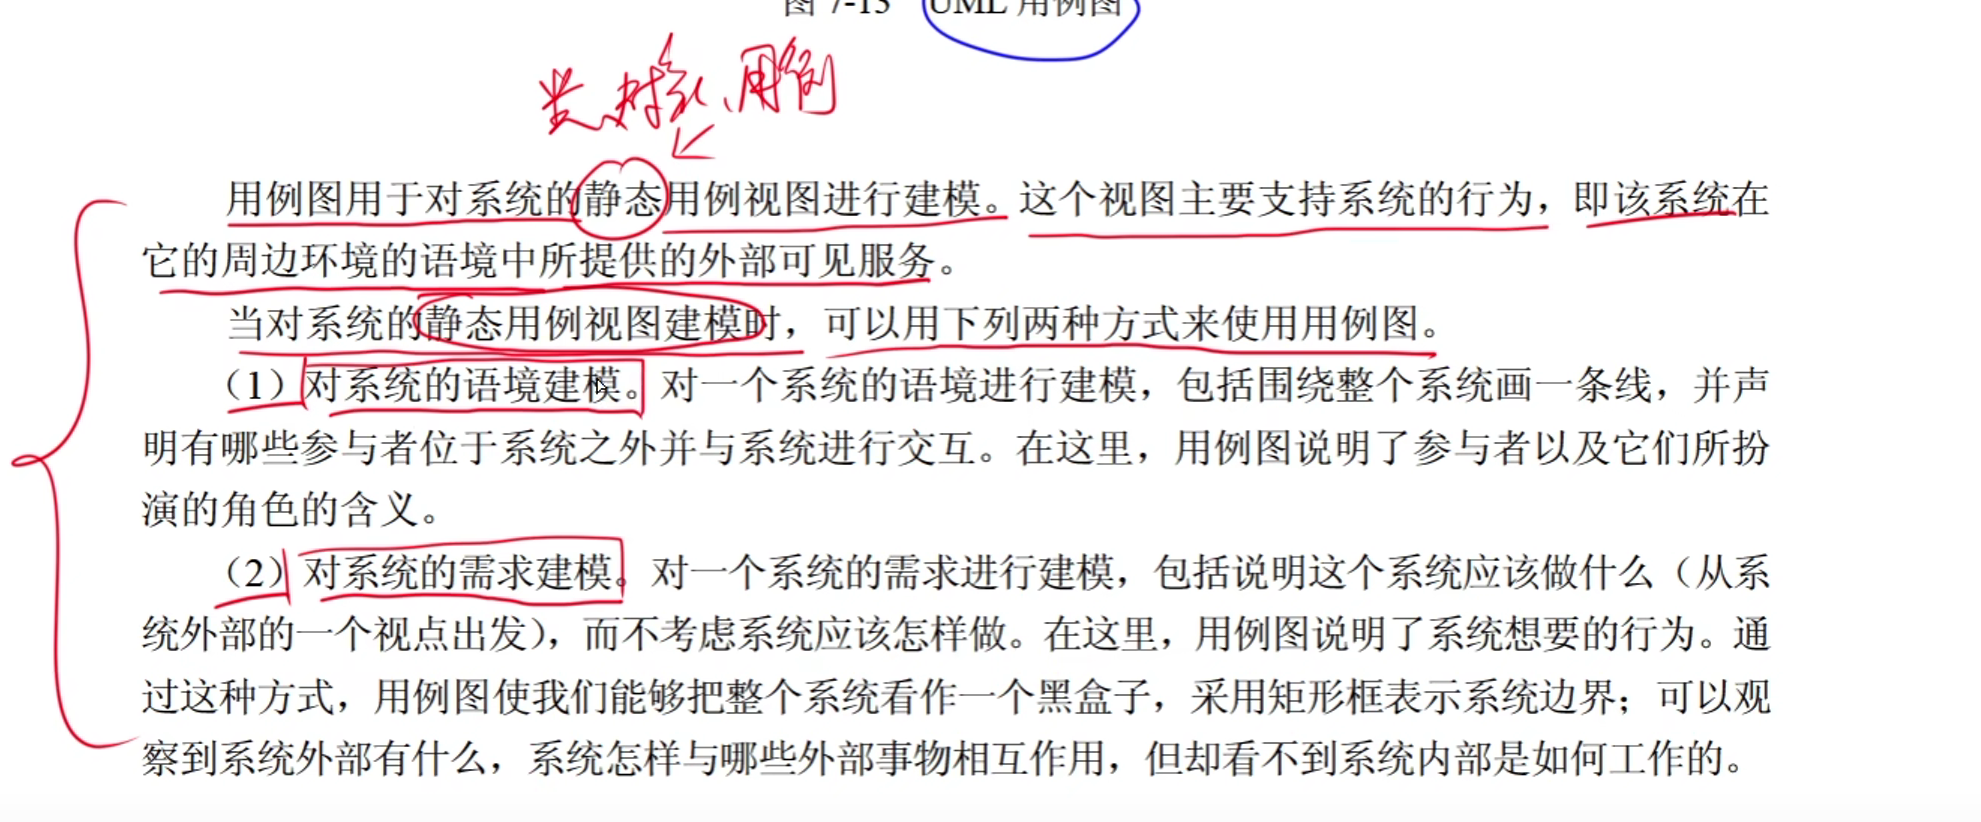 图 7-15 UML 用例图
类、对象、用例
用例图用于对系统的静态用例视图进行建模。这个视图主要支持系统的行为，即该系统在
它的周边环境的语境中所提供的外部可见服务。
当对系统的静态用例视图建模时，可以用下列两种方式来使用用例图。
（1）对系统的语境建模。对一个系统的语境进行建模，包括围绕整个系统画一条线，并声
明有哪些参与者位于系统之外并与系统进行交互。在这里，用例图说明了参与者以及它们所扮
演的角色的含义。
（2）对系统的需求建模。对一个系统的需求进行建模，包括说明这个系统应该做什么（从系
统外部的一个视点出发），而不考虑系统应该怎样做。在这里，用例图说明了系统想要的行为。通
过这种方式，用例图使我们能够把整个系统看作一个黑盒子，采用矩形框表示系统边界；可以观
察到系统外部有什么，系统怎样与哪些外部事物相互作用，但却看不到系统内部是如何工作的。